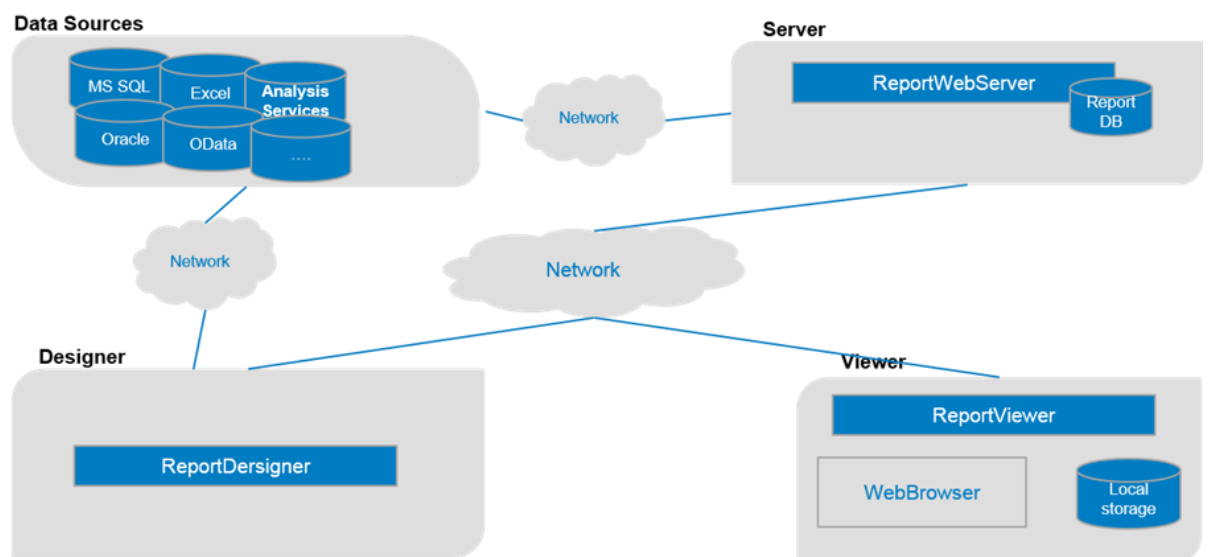 Data Sources
MS SQL
Excel
Analysis
Services
Oracle
OData
....
Network
Server
ReportWebServer
Report
DB
Network
Network
Designer
ReportDersigner
Viewer
ReportViewer
WebBrowser
Local
storage